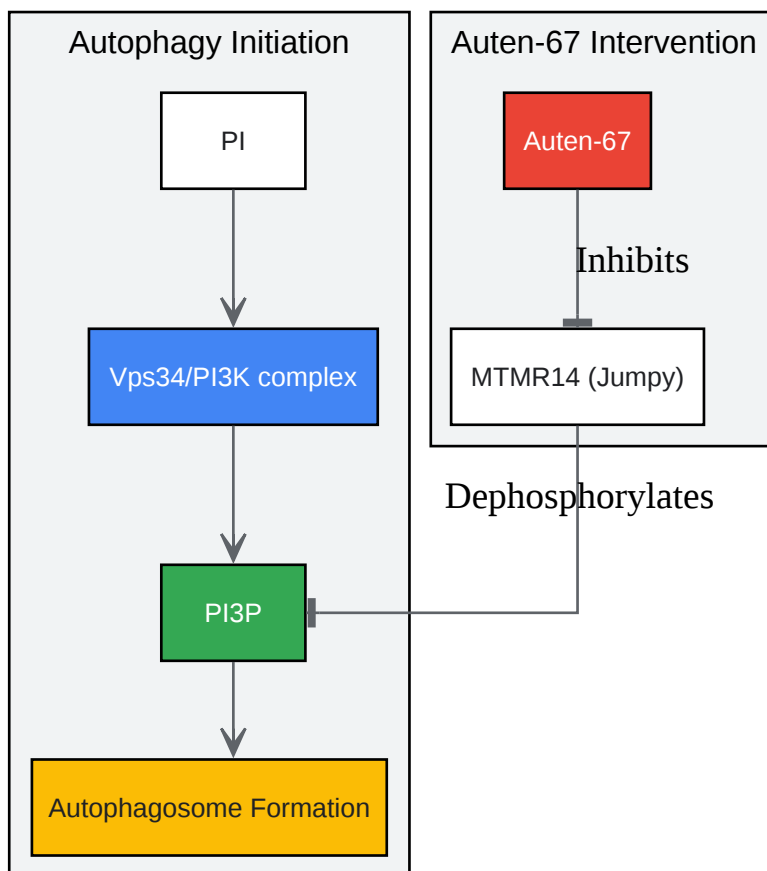 Autophagy Initiation
PI
Vps34/PI3K complex
PI3P
Autophagosome Formation
Auten-67 Intervention
Auten-67
Inhibits
MTMR14 (Jumpy)
Dephosphorylates